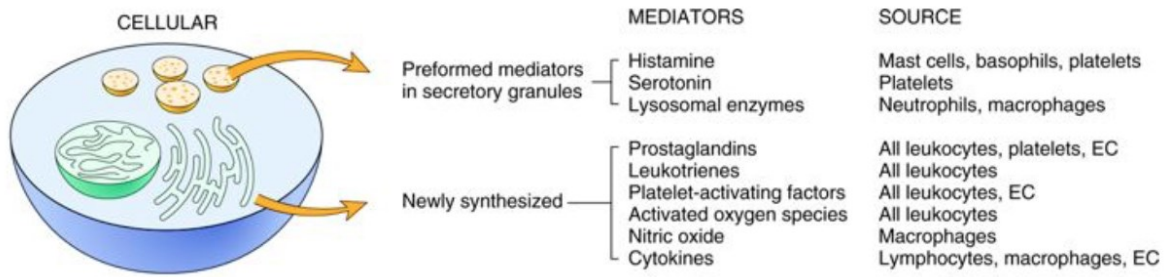 CELLULAR
MEDIATORS SOURCE
Preformed mediators
in secretory granules
Histamine Mast cells, basophils, platelets
Serotonin Platelets
Lysosomal enzymes Neutrophils, macrophages
Newly synthesized
Prostaglandins All leukocytes, platelets, EC
Leukotrienes All leukocytes
Platelet-activating factors All leukocytes, EC
Activated oxygen species All leukocytes
Nitric oxide Macrophages
Cytokines Lymphocytes, macrophages, EC